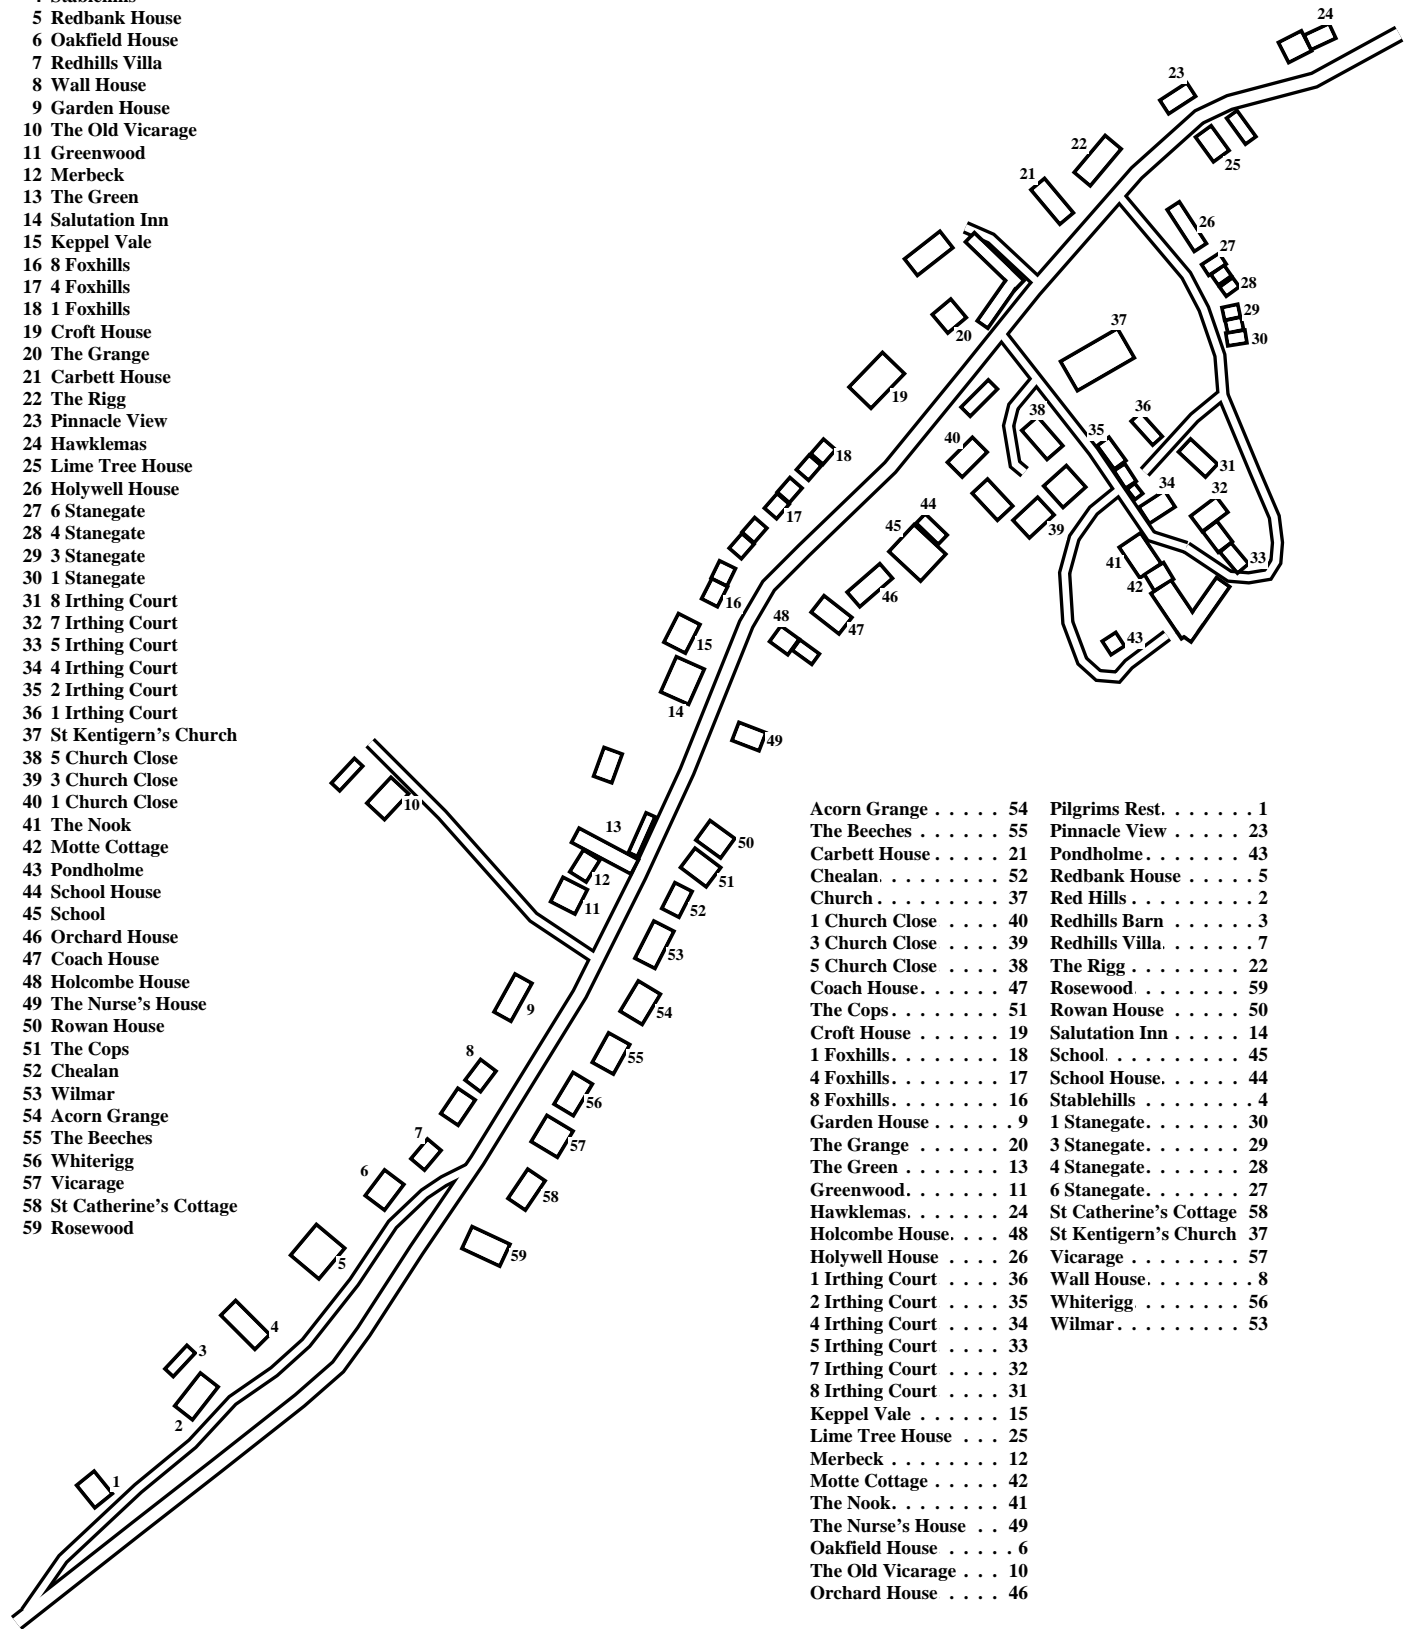 5 Redbank House
6 Oakfield House
7 Redhills Villa
8 Wall House
9 Garden House
10 The Old Vicarage
11 Greenwood
12 Merbeck
13 The Green
14 Salutation Inn
15 Keppel Vale
16 8 Foxhills
17 4 Foxhills
18 1 Foxhills
19 Croft House
20 The Grange
21 Carbett House
22 The Rigg
23 Pinnacle View
24 Hawklemas
25 Lime Tree House
26 Holywell House
27 6 Stanegate
28 4 Stanegate
29 3 Stanegate
30 1 Stanegate
31 8 Irthing Court
32 7 Irthing Court
33 5 Irthing Court
34 4 Irthing Court
35 2 Irthing Court
36 1 Irthing Court
37 St Kentigern's Church
38 5 Church Close
39 3 Church Close
40 1 Church Close
41 The Nook
42 Motte Cottage
43 Pondholme
44 School House
45 School
46 Orchard House
47 Coach House
48 Holcombe House
49 The Nurse's House
50 Rowan House
51 The Cops
52 Chealan
53 Wilmar
54 Acorn Grange
55 The Beeches
56 Whiterigg
57 Vicarage
58 St Catherine's Cottage
59 Rosewood
24
23
22
25
21
26
27
28
29
30
20
37
19
38
36
40
35
31
18
34
32
17
44
45
39
41
33
42
16
46
48
47
43
15
14
49
10
13
50
12
51
11
52
53
9
54
8
55
56
7
57
6
58
59
5
4
3
2
1
Acorn Grange . . . . . 54
The Beeches . . . . . . 55
Carbett House . . . . . 21
Chealan. . . . . . . . . 52
Church . . . . . . . . . 37
1 Church Close . . . . 40
3 Church Close . . . . 39
5 Church Close . . . . 38
Coach House. . . . . . 47
The Cops. . . . . . . . 51
Croft House . . . . . . 19
1 Foxhills. . . . . . . . 18
4 Foxhills. . . . . . . . 17
8 Foxhills. . . . . . . . 16
Garden House . . . . . . 9
The Grange . . . . . . 20
The Green . . . . . . . 13
Greenwood. . . . . . . 11
Hawklemas. . . . . . . 24
Holcombe House. . . . 48
Holywell House . . . . 26
1 Irthing Court . . . . 36
2 Irthing Court . . . . 35
4 Irthing Court . . . . 34
5 Irthing Court . . . . 33
7 Irthing Court . . . . 32
8 Irthing Court . . . . 31
Keppel Vale . . . . . . 15
Lime Tree House . . . 25
Merbeck . . . . . . . . 12
Motte Cottage . . . . . 42
The Nook. . . . . . . . 41
The Nurse's House . . 49
Oakfield House . . . . . 6
The Old Vicarage . . . 10
Orchard House . . . . 46
Pilgrims Rest. . . . . . . 1
Pinnacle View . . . . . 23
Pondholme. . . . . . . 43
Redbank House . . . . . 5
Red Hills . . . . . . . . 2
Redhills Barn . . . . . . 3
Redhills Villa. . . . . . . 7
The Rigg . . . . . . . . 22
Rosewood. . . . . . . . 59
Rowan House . . . . . 50
Salutation Inn . . . . . 14
School. . . . . . . . . . 45
School House. . . . . . 44
Stablehills . . . . . . . . 4
1 Stanegate. . . . . . . 30
3 Stanegate. . . . . . . 29
4 Stanegate. . . . . . . 28
6 Stanegate. . . . . . . 27
St Catherine's Cottage 58
St Kentigern's Church 37
Vicarage . . . . . . . . 57
Wall House. . . . . . . . 8
Whiterigg. . . . . . . . 56
Wilmar. . . . . . . . . 53